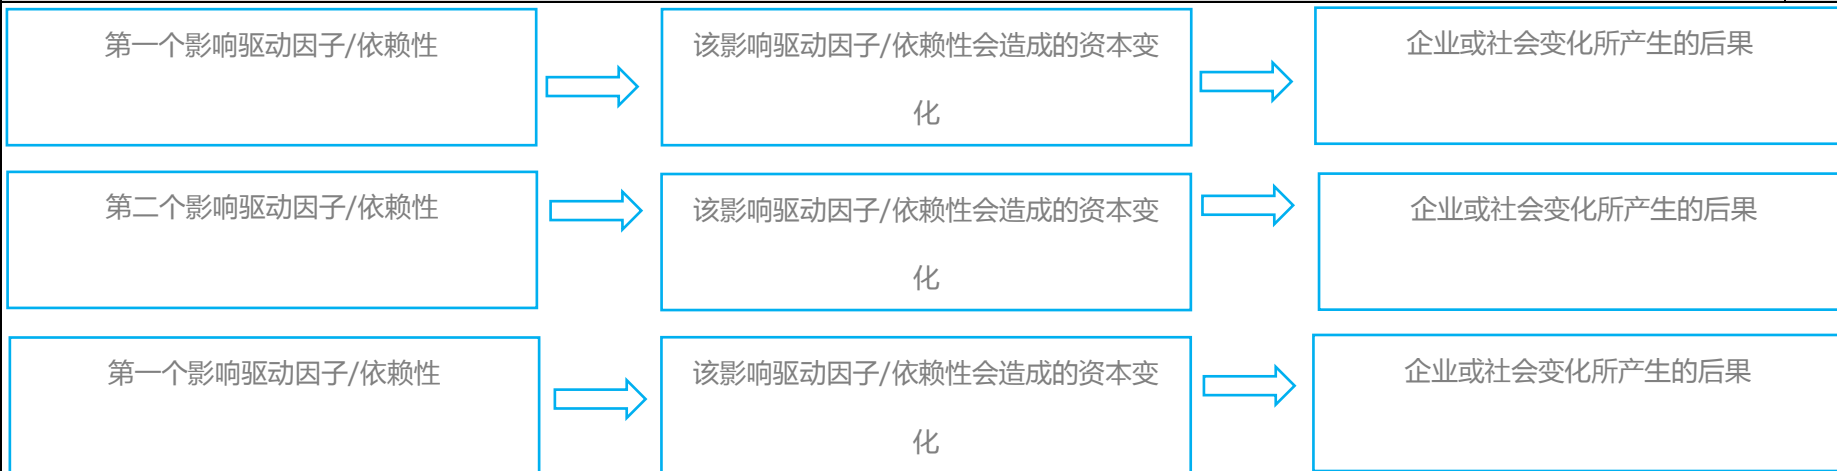 第一个影响驱动因子/依赖性
该影响驱动因子/依赖性会造成的资本变
化
企业或社会变化所产生的后果
第二个影响驱动因子/依赖性
该影响驱动因子/依赖性会造成的资本变
化
企业或社会变化所产生的后果
第一个影响驱动因子/依赖性
该影响驱动因子/依赖性会造成的资本变
化
企业或社会变化所产生的后果